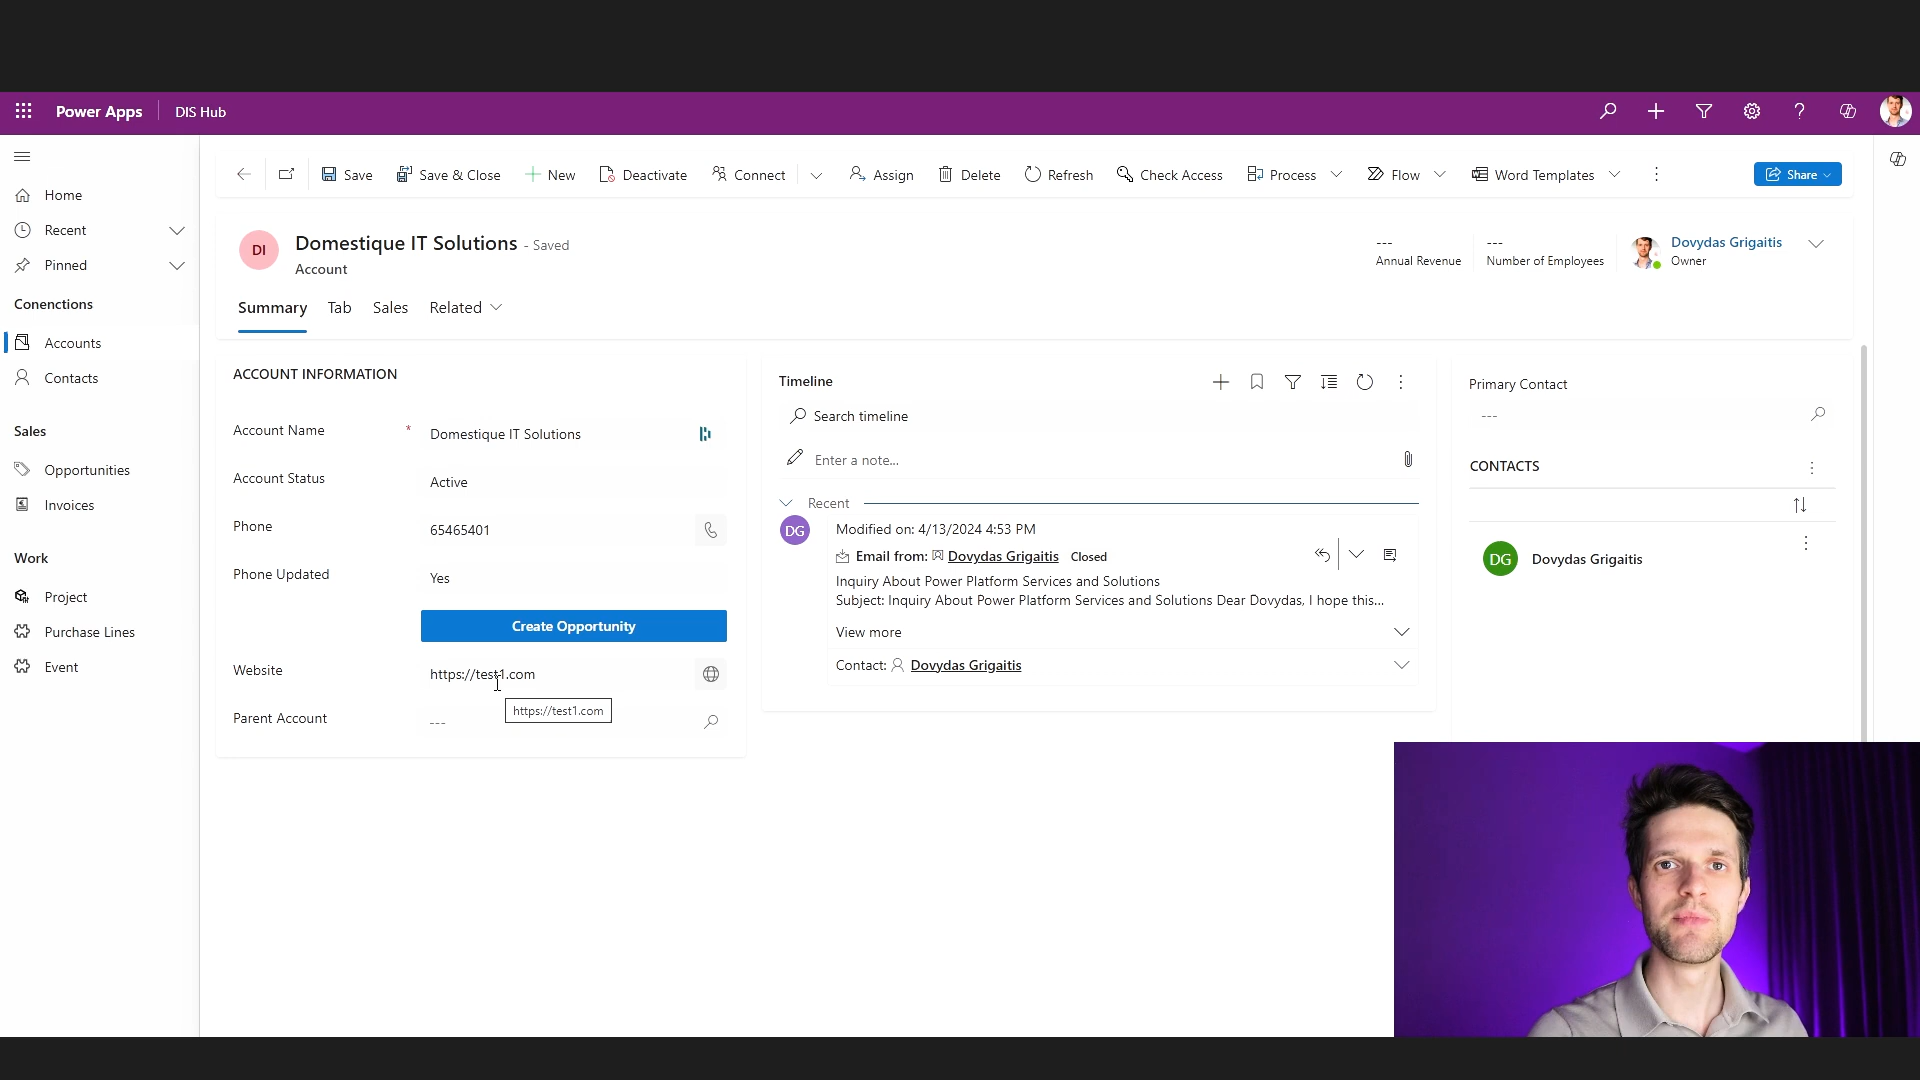 Power Apps
DIS Hub
Home
Recent
Pinned
Conenctions
Accounts
Contacts
Sales
Opportunities
Invoices
Work
Project
Purchase Lines
Event
Save
Save & Close
New
Deactivate
Connect
Assign
Delete
Refresh
Check Access
Process
Flow
Word Templates
Share
DI
Domestique IT Solutions - Saved
Account
---
Annual Revenue
---
Number of Employees
Dovydas Grigaitis
Owner
Summary
Tab
Sales
Related
ACCOUNT INFORMATION
Account Name
*
Domestique IT Solutions
Account Status
Active
Phone
65465401
Phone Updated
Yes
Create Opportunity
Website
https://test1.com
https://test1.com
Parent Account
---
Timeline
Search timeline
Enter a note...
Recent
DG
Modified on: 4/13/2024 4:53 PM
Email from: Dovydas Grigaitis Closed
Inquiry About Power Platform Services and Solutions
Subject: Inquiry About Power Platform Services and Solutions Dear Dovydas, I hope this...
View more
Contact: Dovydas Grigaitis
Primary Contact
---
CONTACTS
DG
Dovydas Grigaitis